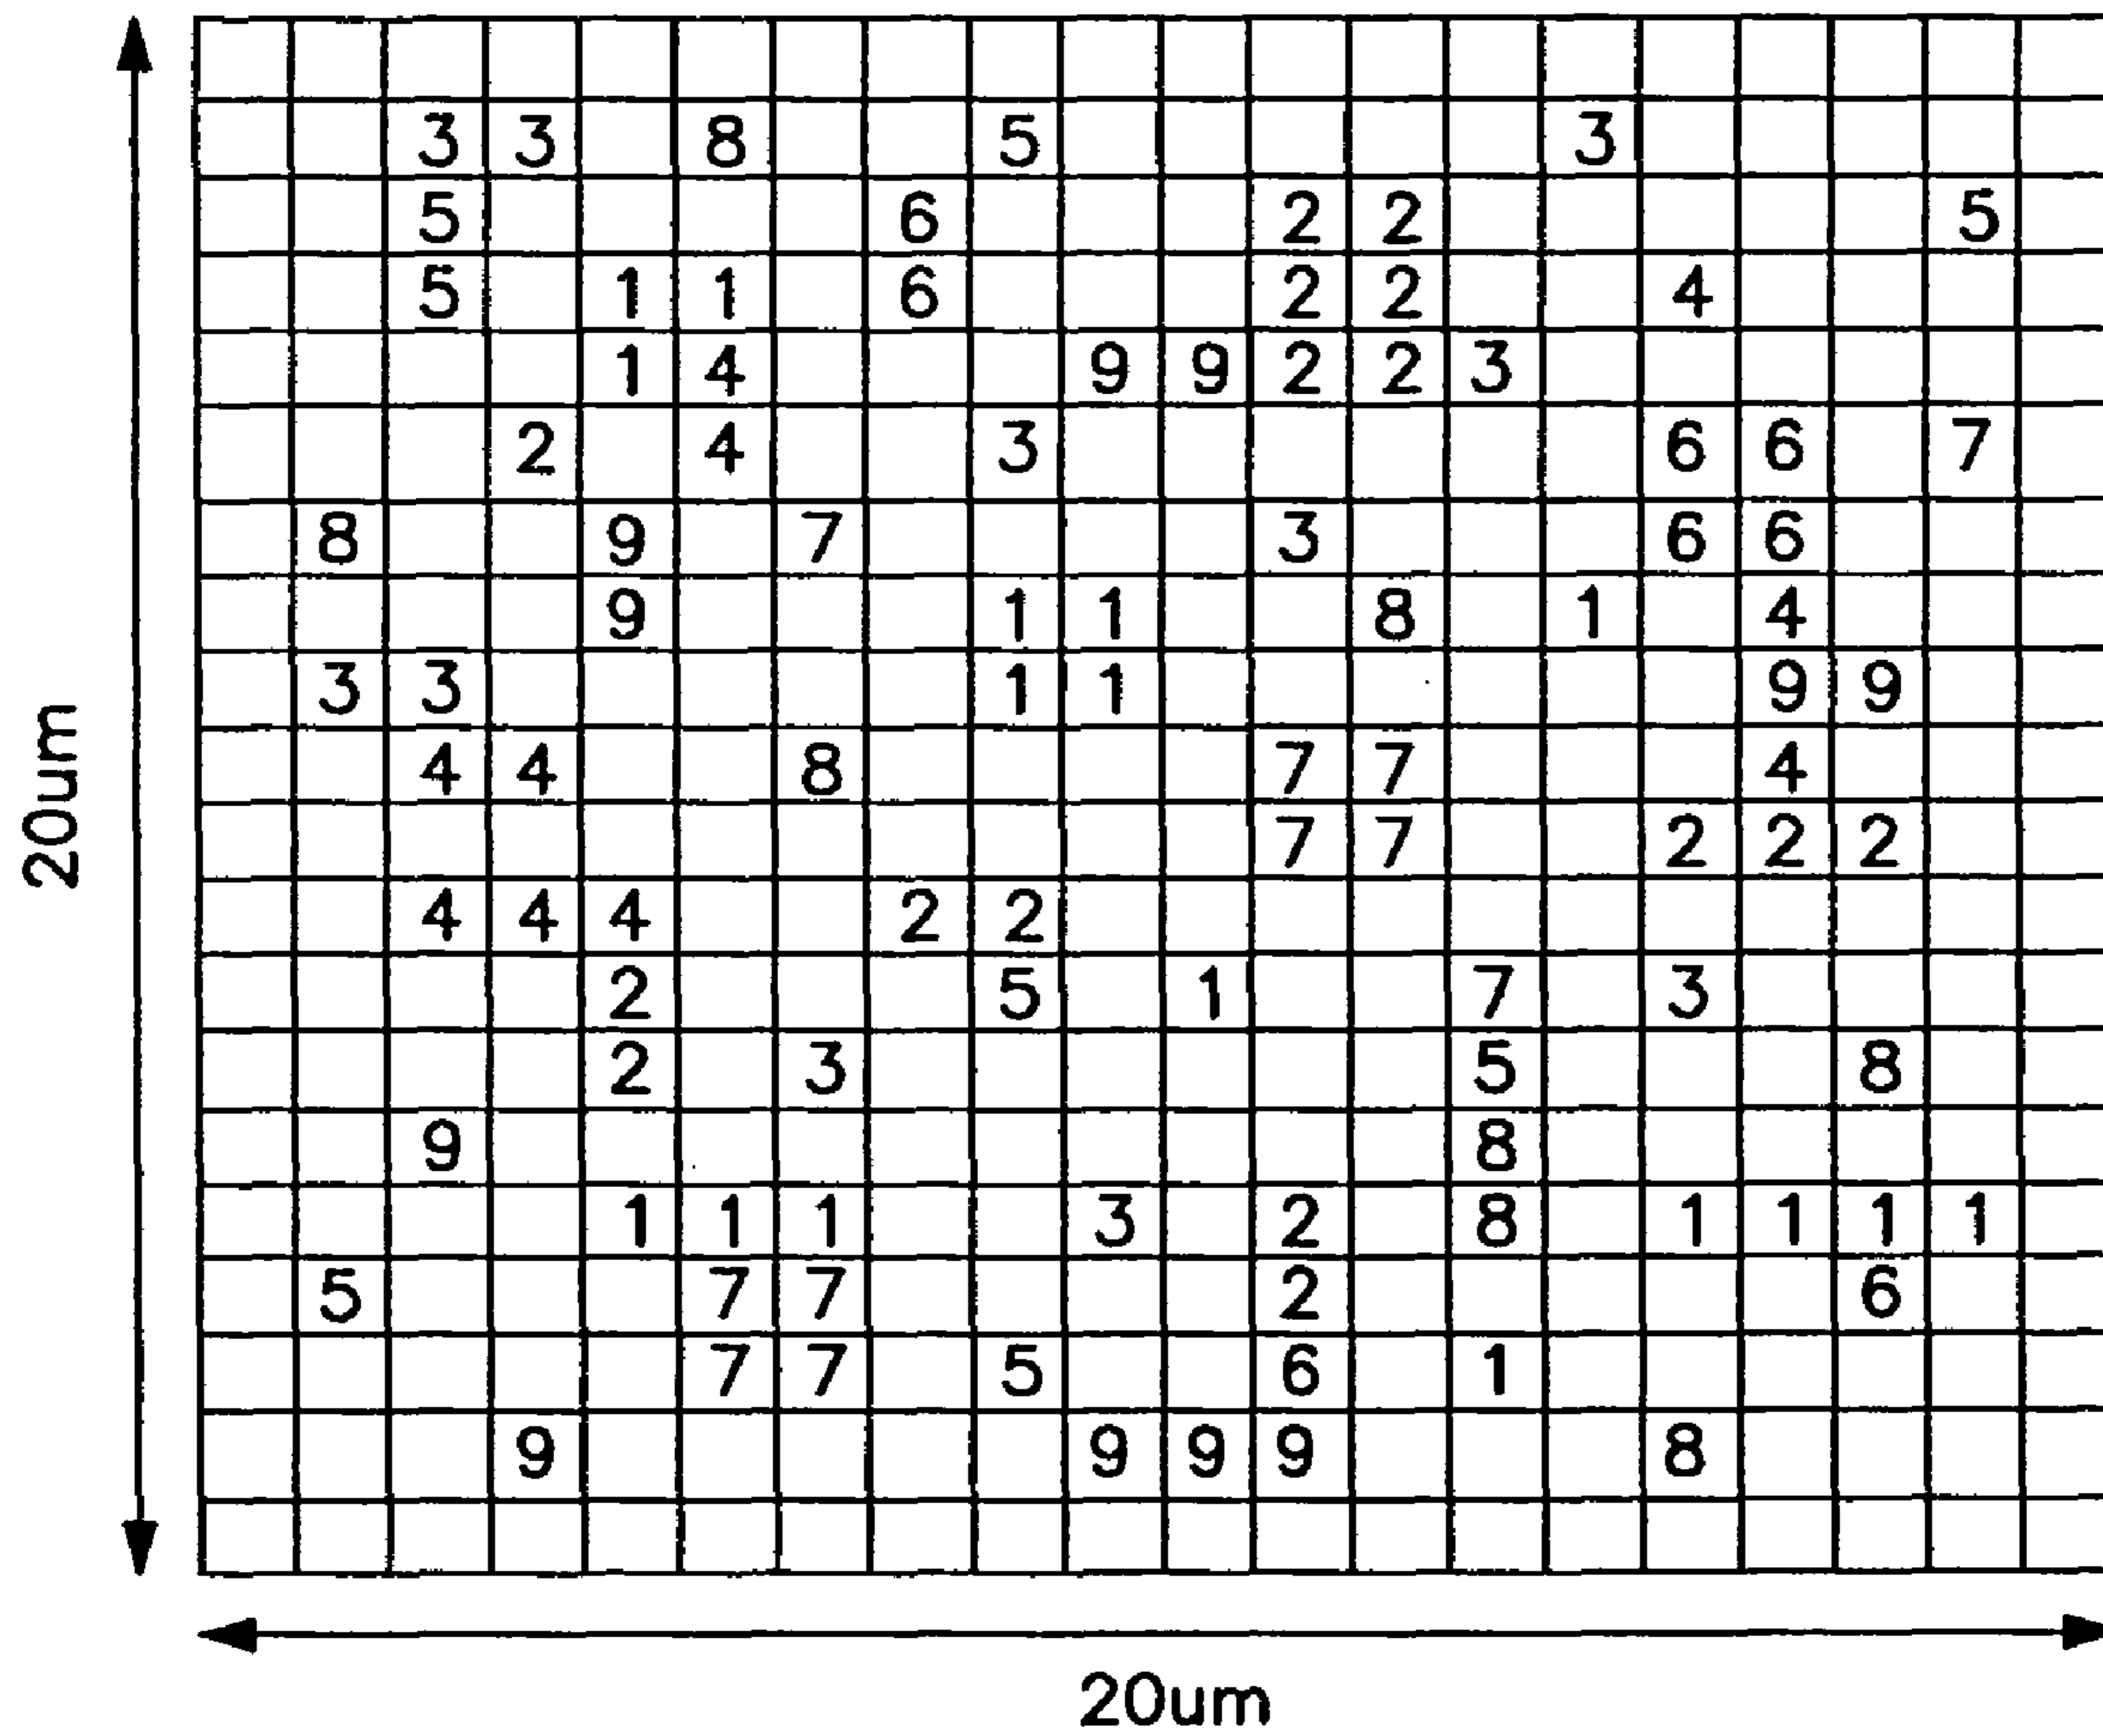 3 3 8 5 3
5 6 2 2 5
5 1 1 6 2 2 4
1 4 9 9 2 2 3
2 4 3 6 6 7
8 9 7 3 6 6
9 1 1 8 1 4
3 3 1 1 9 9
4 4 8 7 7 4
7 7 2 2 2
4 4 4 2 2
2 5 1 7 3
2 3 5 8
9 8
1 1 1 3 2 8 1 1 1 1
5 7 7 2 6
7 7 5 6 1
9 9 9 9 8
20um
20um